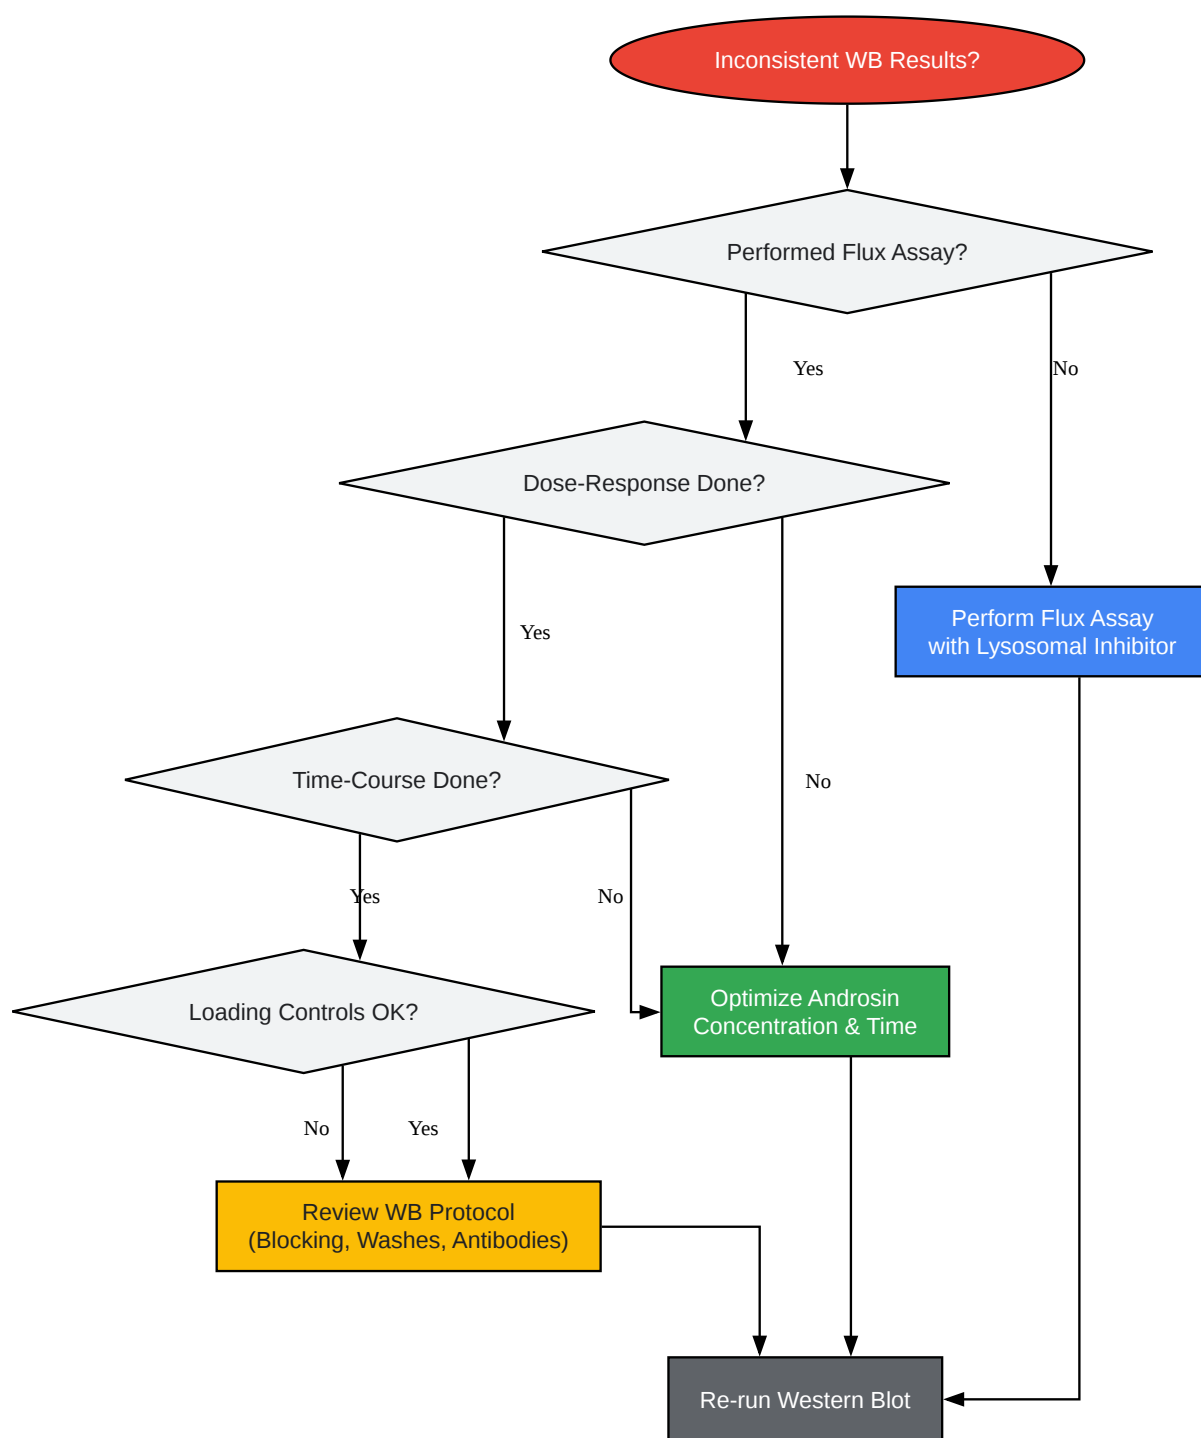 Inconsistent WB Results?
Performed Flux Assay?
Yes
No
Dose-Response Done?
Perform Flux Assay
with Lysosomal Inhibitor
Yes
Time-Course Done?
No
Yes
No
Loading Controls OK?
Optimize Androsin
Concentration & Time
No
Yes
Review WB Protocol
(Blocking, Washes, Antibodies)
Re-run Western Blot